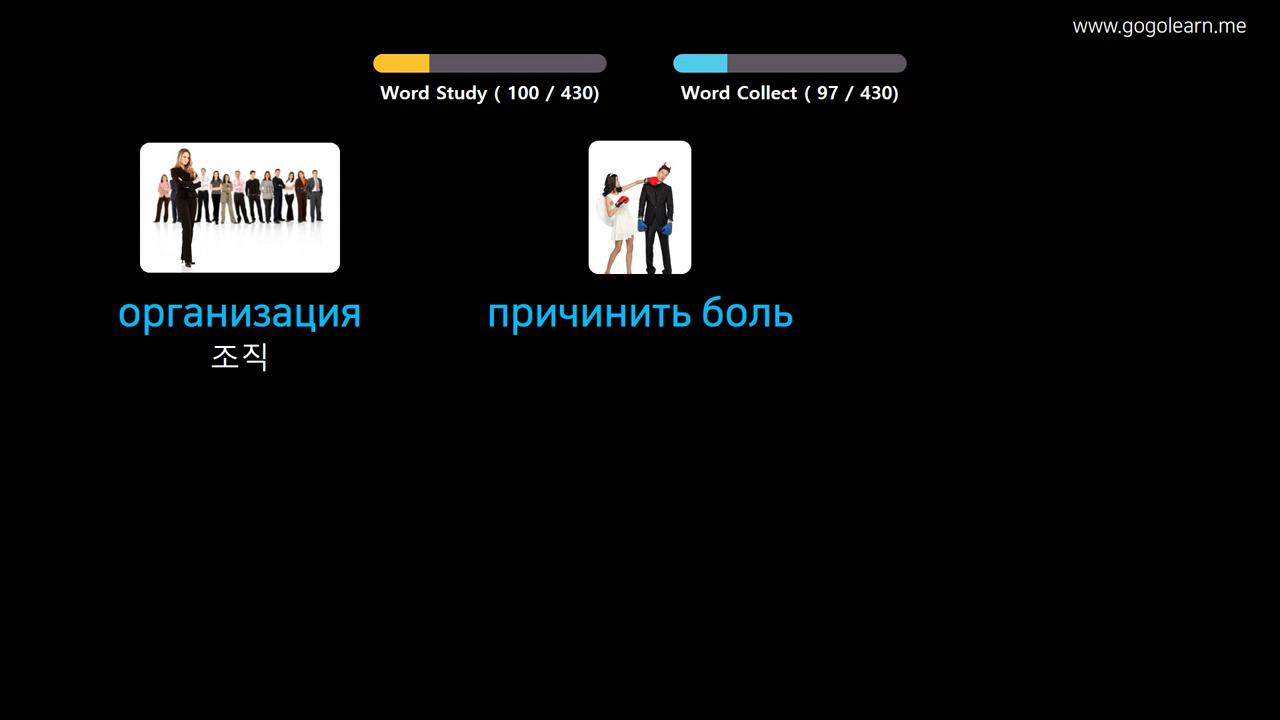 www.gogolearn.me
Word Study ( 100 / 430)
Word Collect ( 97 / 430)
организация
причинить боль
조직